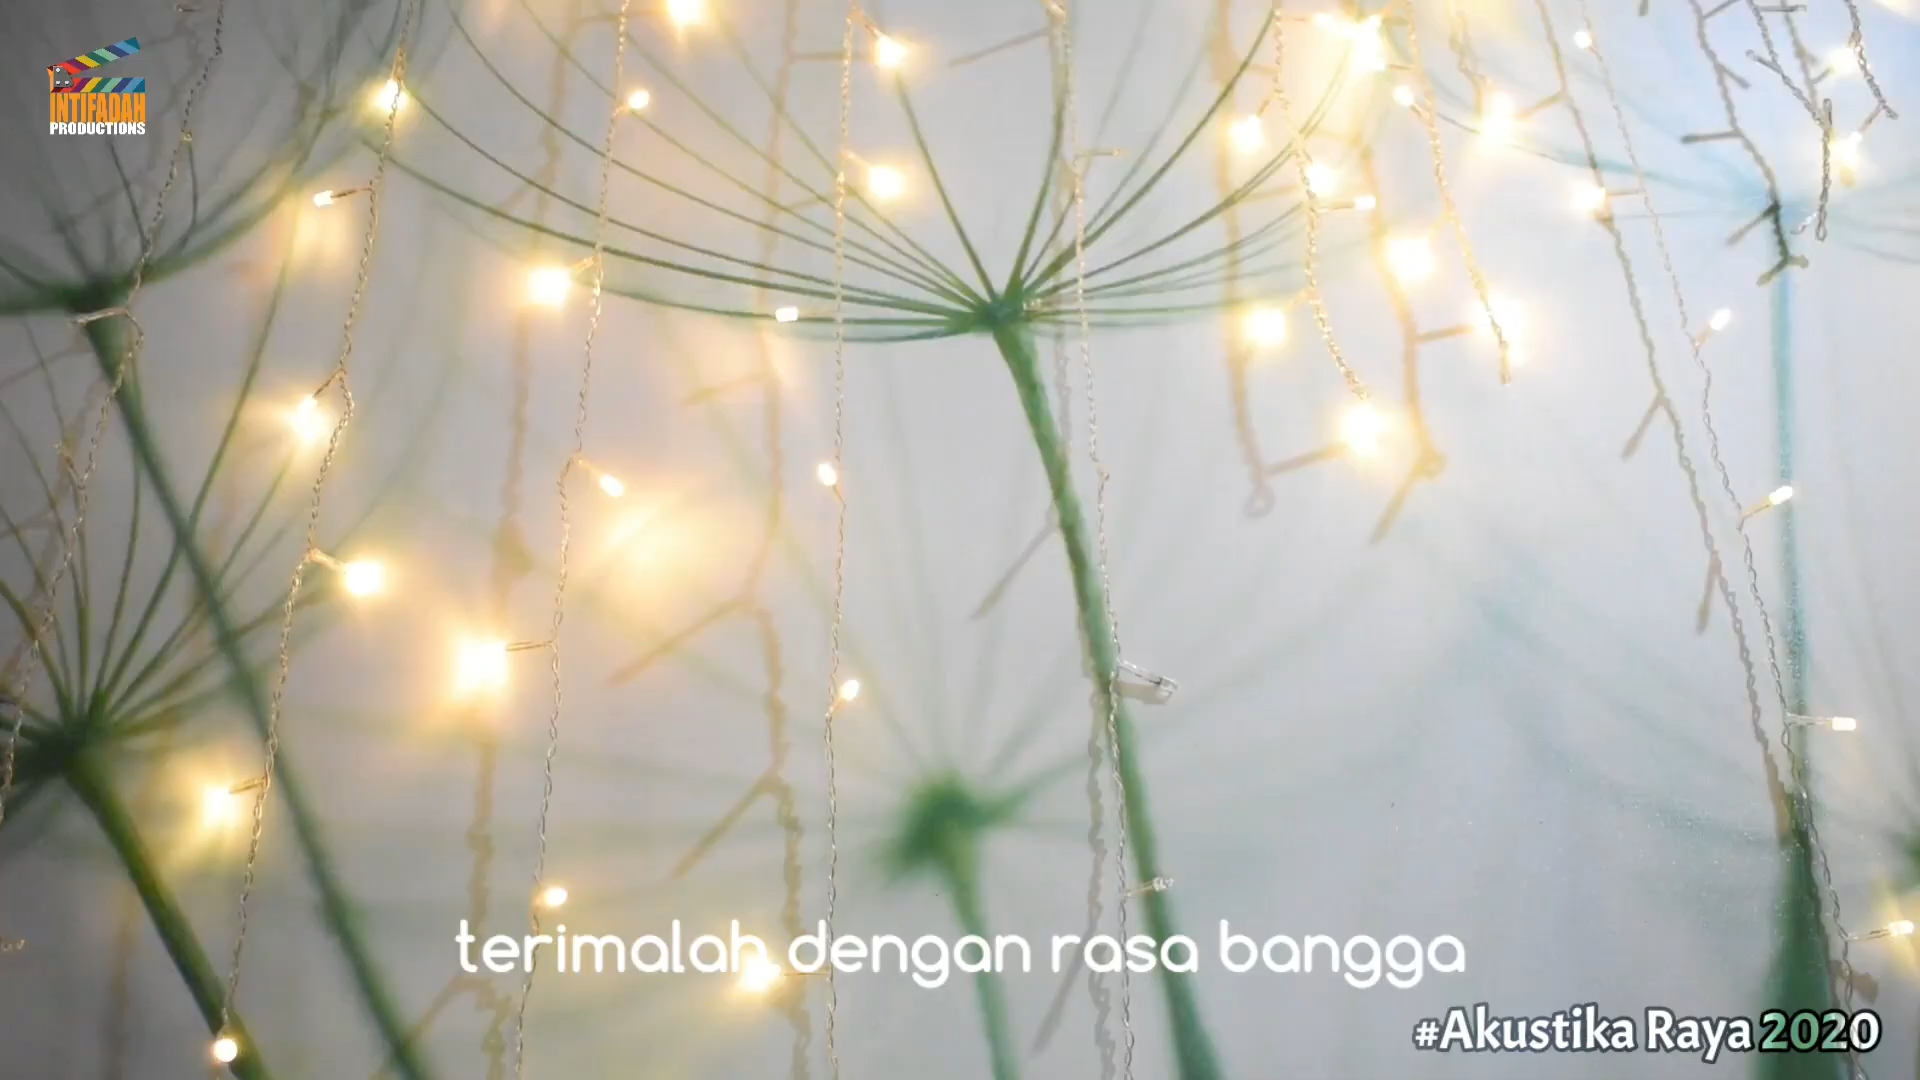 INTIFADAH
PRODUCTIONS
terimalah dengan rasa bangga
#Akustika Raya 2020